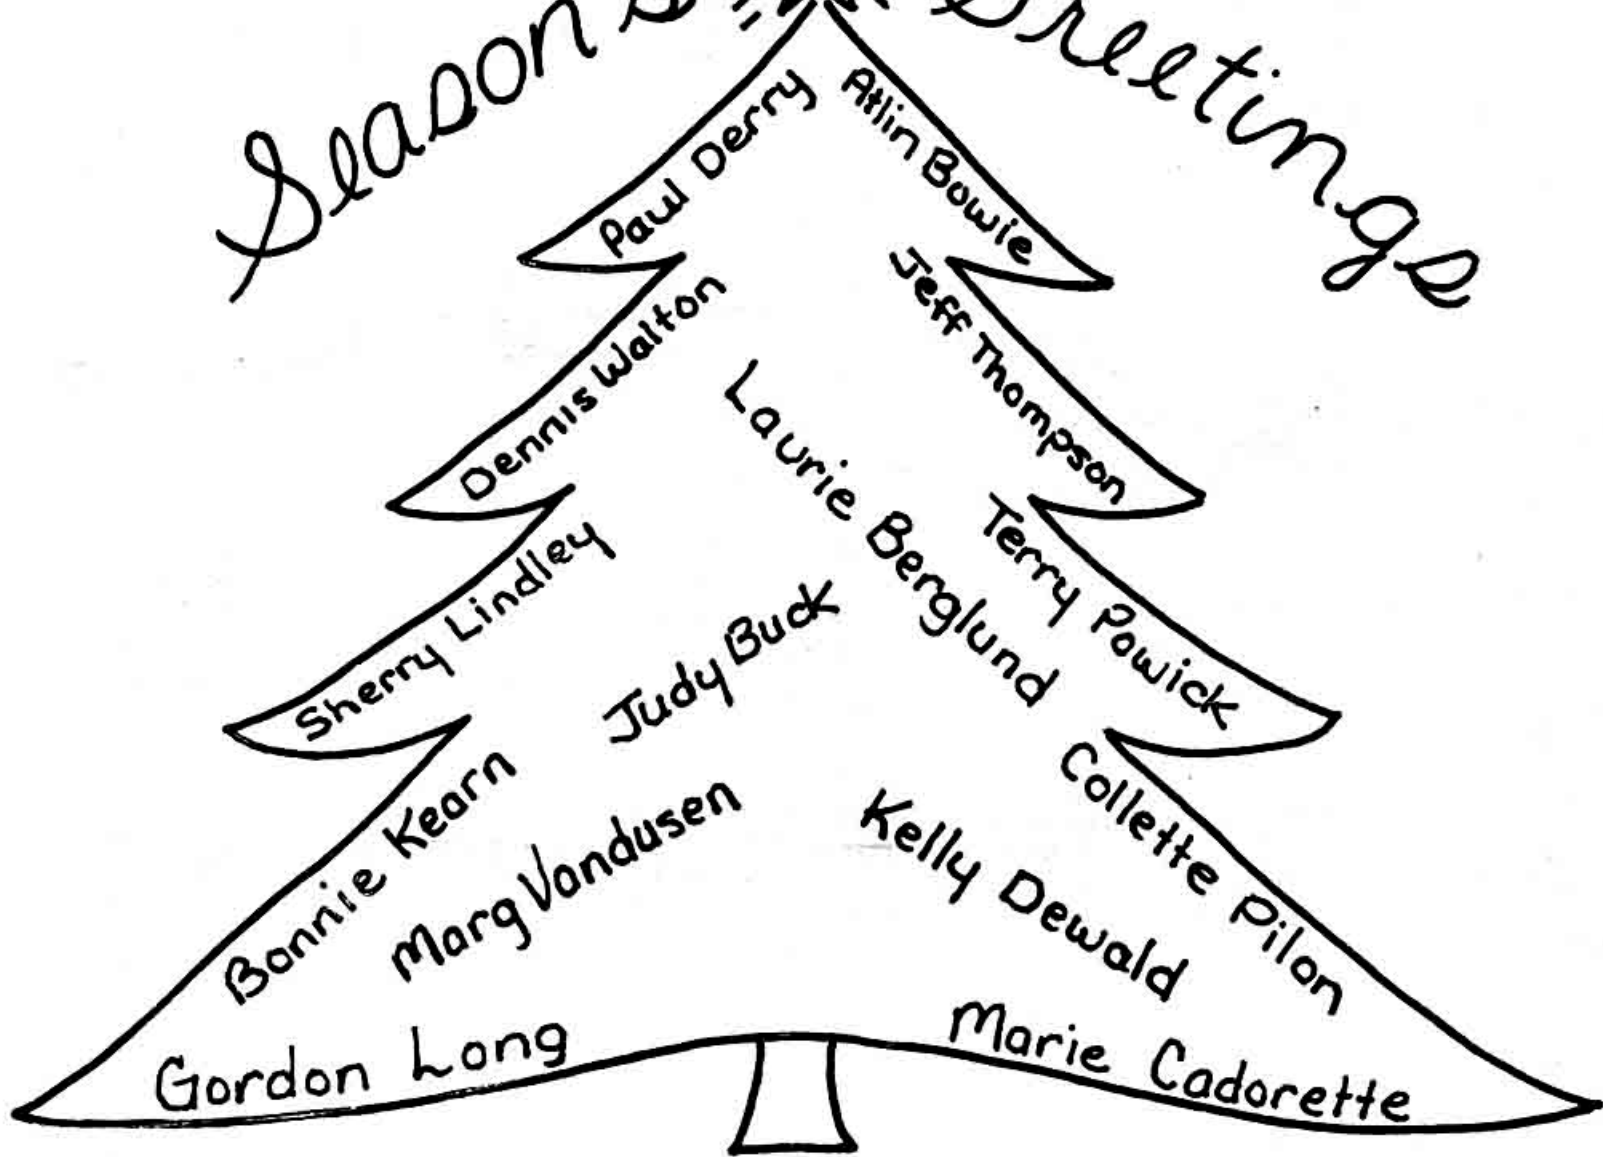 Season's Greetings
Paul Derry
Atlin Bowie
Dennis Walton
Jeff Thompson
Laurie Berglund
Sherry Lindley
Terry Powick
Judy Buck
Bonnie Kearn
Collette Pilon
Marg Vandusen
Kelly Dewald
Gordon Long
Marie Cadorette